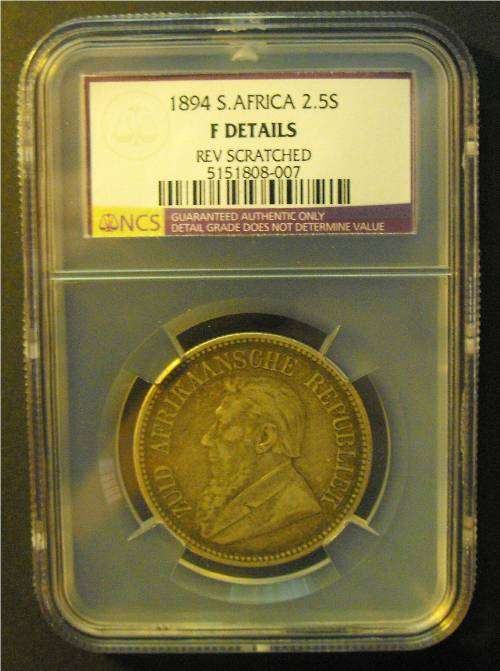 1894 S.AFRICA 2.5S
F DETAILS
REV SCRATCHED
5151808-007
NCS
GUARANTEED AUTHENTIC ONLY
DETAIL GRADE DOES NOT DETERMINE VALUE
ZUID AFRIKAANSCHE REPUBLIEK